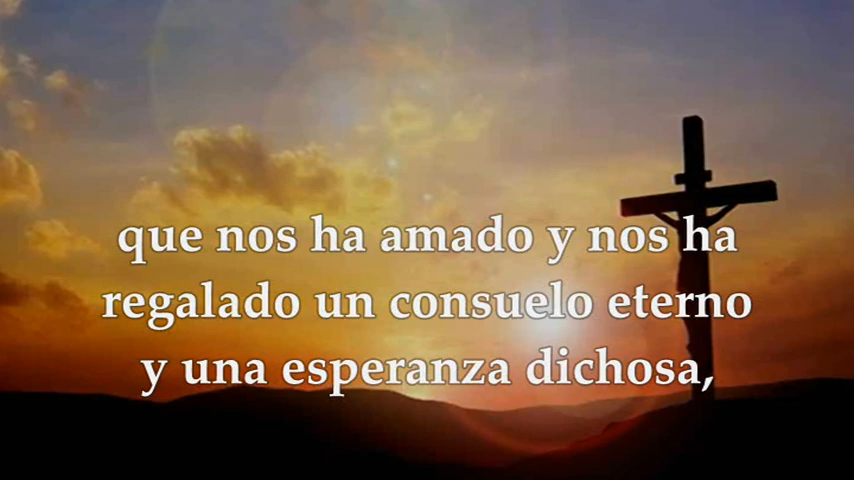 que nos ha amado y nos ha
regalado un consuelo eterno
y una esperanza dichosa,